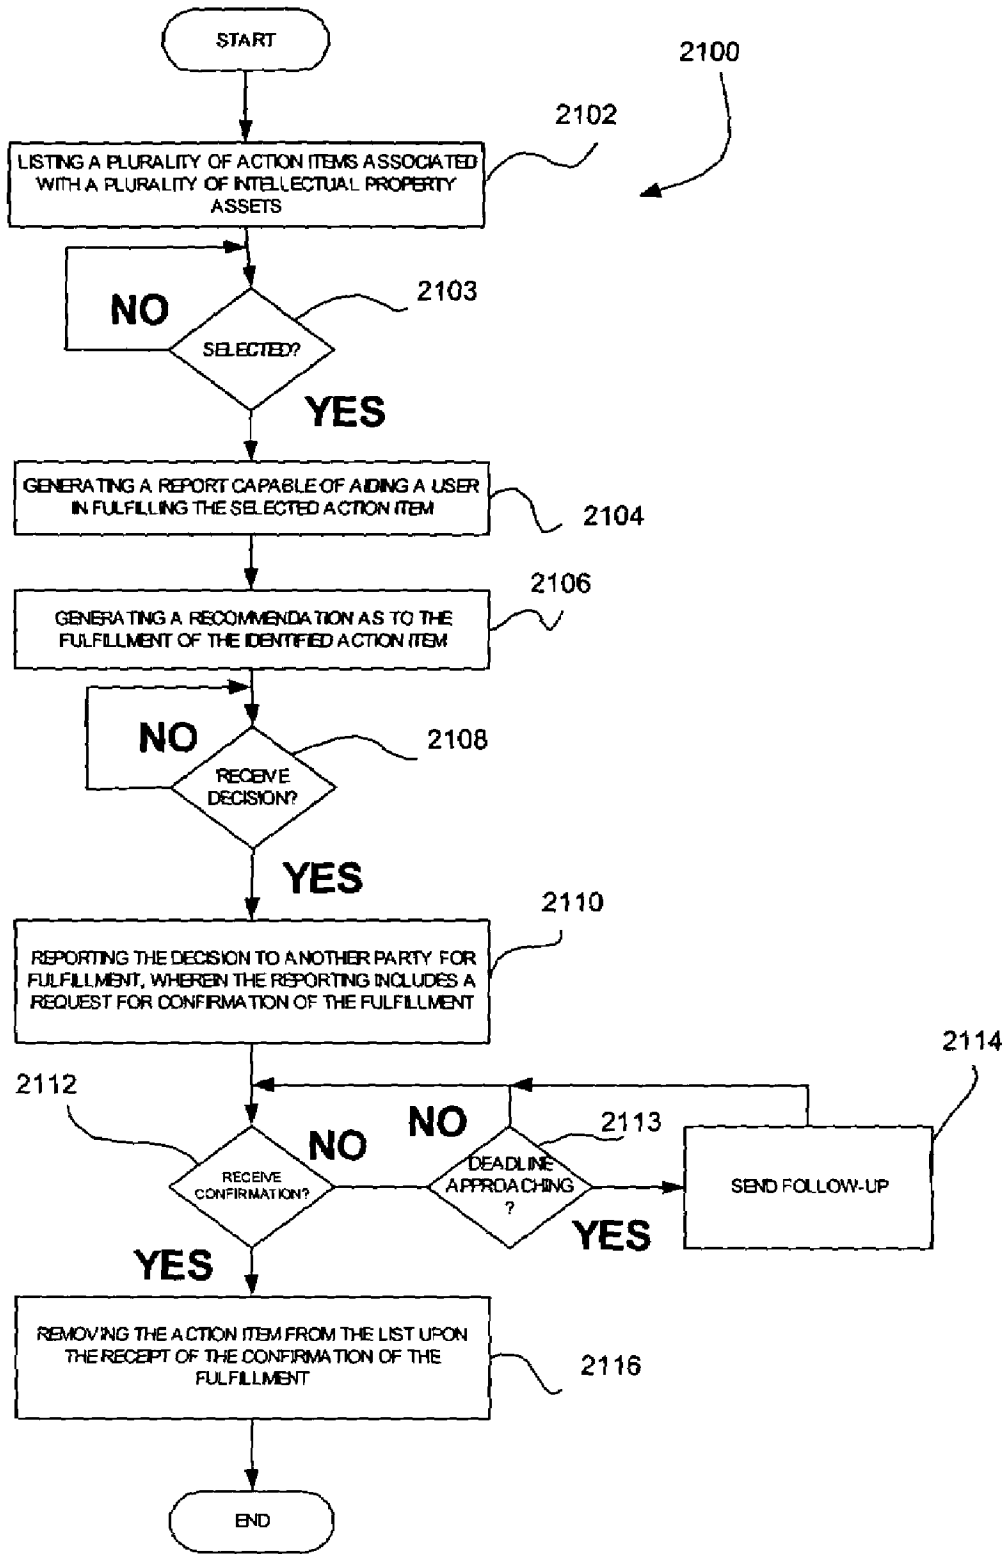 START
2100
2102
LISTING A PLURALITY OF ACTION ITEMS ASSOCIATED
WITH A PLURALITY OF INTELLECTUAL PROPERTY
ASSETS
2103
NO
SELECTED?
YES
GENERATING A REPORT CAPABLE OF AIDING A USER
IN FULFILLING THE SELECTED ACTION ITEM
2104
2106
GENERATING A RECOMMENDATION AS TO THE
FULFILLMENT OF THE IDENTIFIED ACTION ITEM
NO
2108
RECEIVE
DECISION?
YES
2110
REPORTING THE DECISION TO ANOTHER PARTY FOR
FULFILLMENT, WHEREIN THE REPORTING INCLUDES A
REQUEST FOR CONFIRMATION OF THE FULFILLMENT
2112
2114
NO
NO
2113
RECEIVE
CONFIRMATION?
DEADLINE
APPROACHING
?
SEND FOLLOW-UP
YES
YES
REMOVING THE ACTION ITEM FROM THE LIST UPON
THE RECEIPT OF THE CONFIRMATION OF THE
FULFILLMENT
2116
END